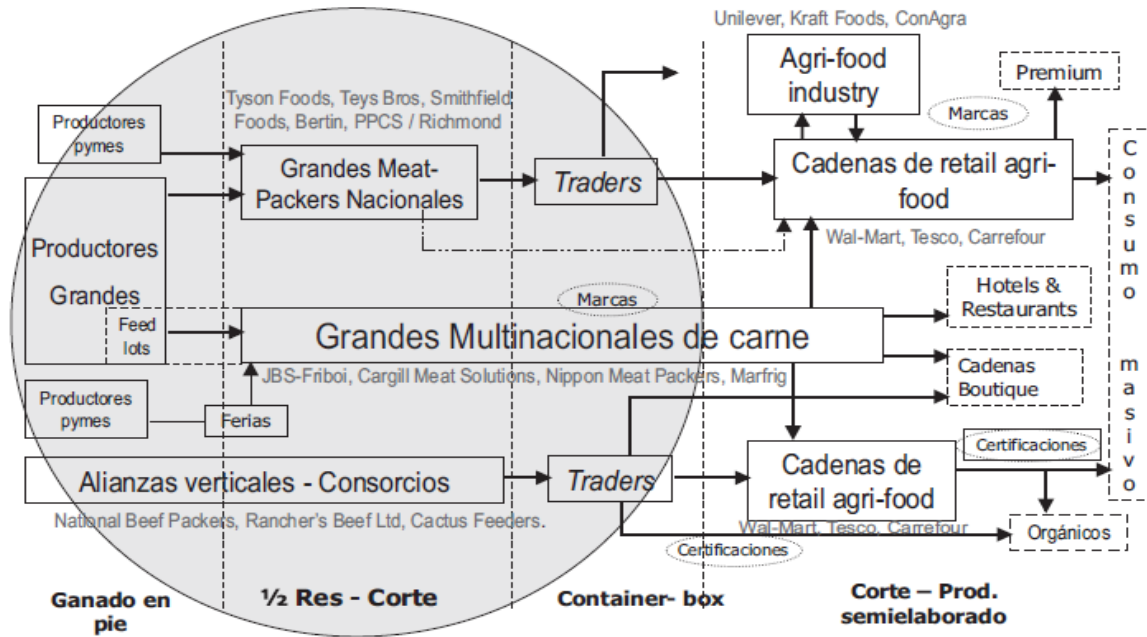 Unilever, Kraft Foods, ConAgra
Agri-food
industry
Premium
Marcas
Tyson Foods, Teys Bros, Smithfield
Foods, Bertin, PPCS / Richmond
Productores
pymes
Grandes Meat-
Packers Nacionales
Traders
Cadenas de retail agri-
food
Wal-Mart, Tesco, Carrefour
Consumo masivo
Productores
Grandes
Feed
lots
Marcas
Grandes Multinacionales de carne
JBS-Friboi, Cargill Meat Solutions, Nippon Meat Packers, Marfrig
Hotels &
Restaurants
Cadenas
Boutique
Productores
pymes
Ferias
Alianzas verticales - Consorcios
National Beef Packers, Rancher's Beef Ltd, Cactus Feeders.
Traders
Cadenas de
retail agri-food
Wal-Mart, Tesco, Carrefour
Certificaciones
Certificaciones
Orgánicos
Ganado en
pie
½ Res - Corte
Container- box
Corte – Prod.
semielaborado